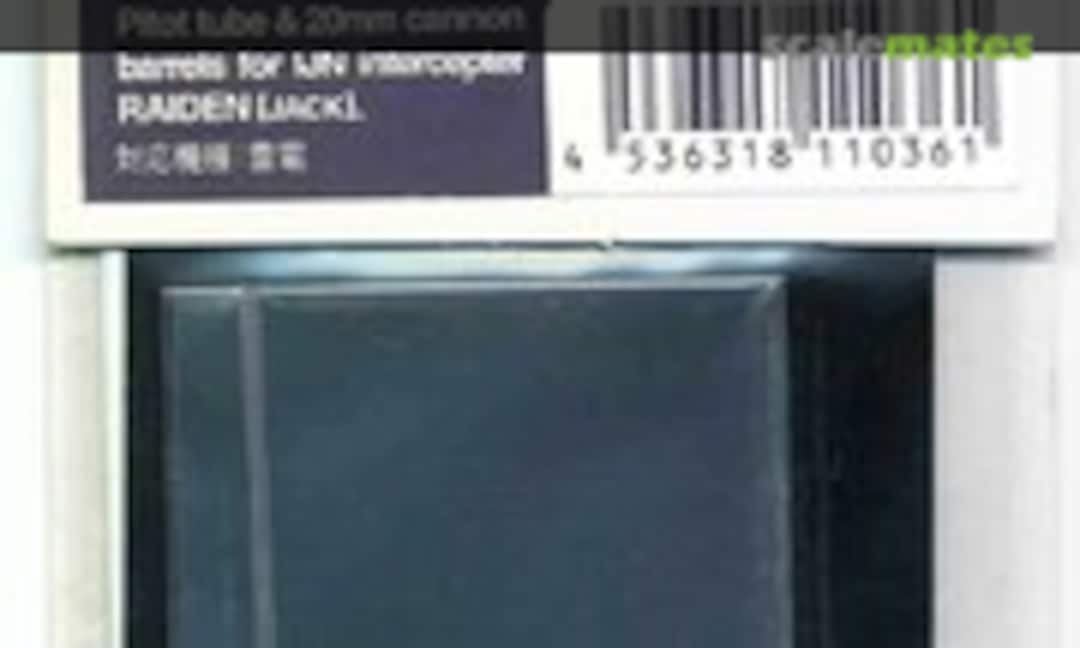 Pitot tube & 20mm cannon
scalemates
barrels for IJN interceptor
RAIDEN [JACK].
対応機種:雷電
4 536318 110361